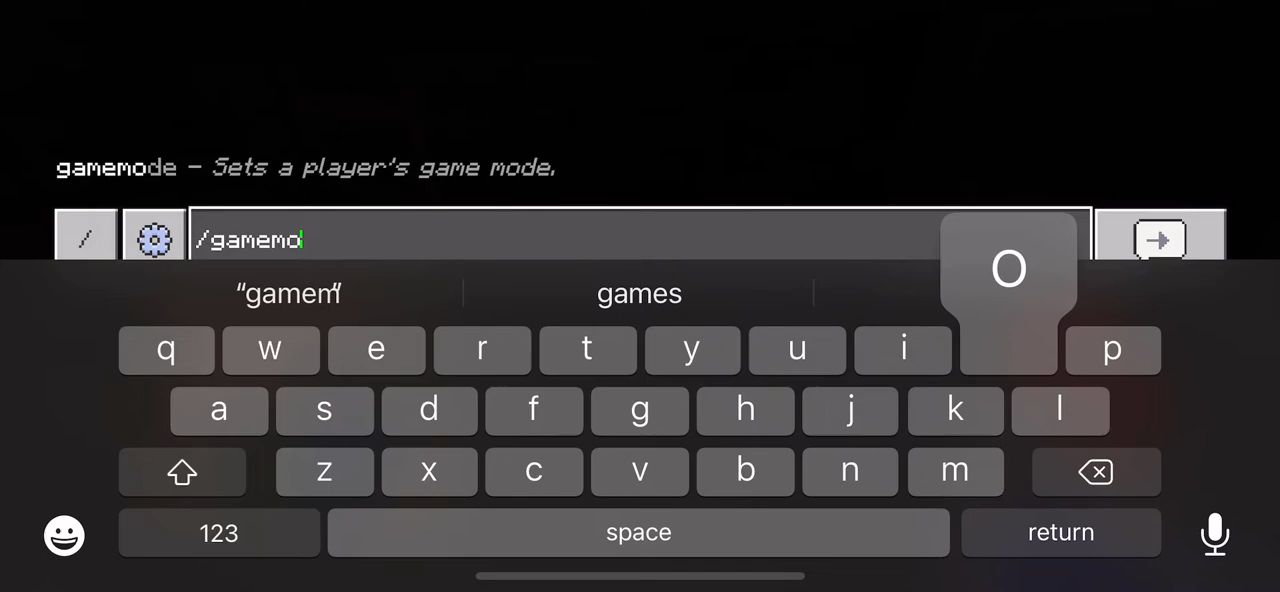 gamemode - Sets a player's game mode.
/ /gamemo
“gamem” games
O
q w e r t y u i p
a s d f g h j k l
z x c v b n m
123 space return